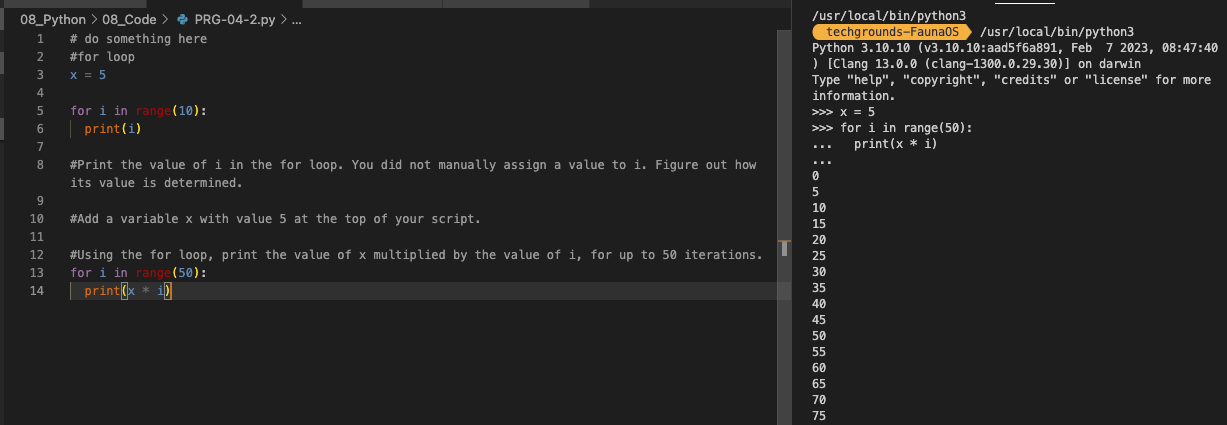 08_Python > 08_Code > PRG-04-2.py > ...
1 # do something here
2 #for loop
3 x = 5
4
5 for i in range(10):
6 print(i)
7
8 #Print the value of i in the for loop. You did not manually assign a value to i. Figure out how
its value is determined.
9
10 #Add a variable x with value 5 at the top of your script.
11
12 #Using the for loop, print the value of x multiplied by the value of i, for up to 50 iterations.
13 for i in range(50):
14 print(x * i)
/usr/local/bin/python3
techgrounds-FaunaOS /usr/local/bin/python3
Python 3.10.10 (v3.10.10:aad5f6a891, Feb  7 2023, 08:47:40
) [Clang 13.0.0 (clang-1300.0.29.30)] on darwin
Type "help", "copyright", "credits" or "license" for more
information.
>>> x = 5
>>> for i in range(50):
...   print(x * i)
...
0
5
10
15
20
25
30
35
40
45
50
55
60
65
70
75